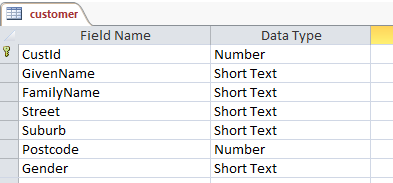 customer
Field Name Data Type
CustId Number
GivenName Short Text
FamilyName Short Text
Street Short Text
Suburb Short Text
Postcode Number
Gender Short Text